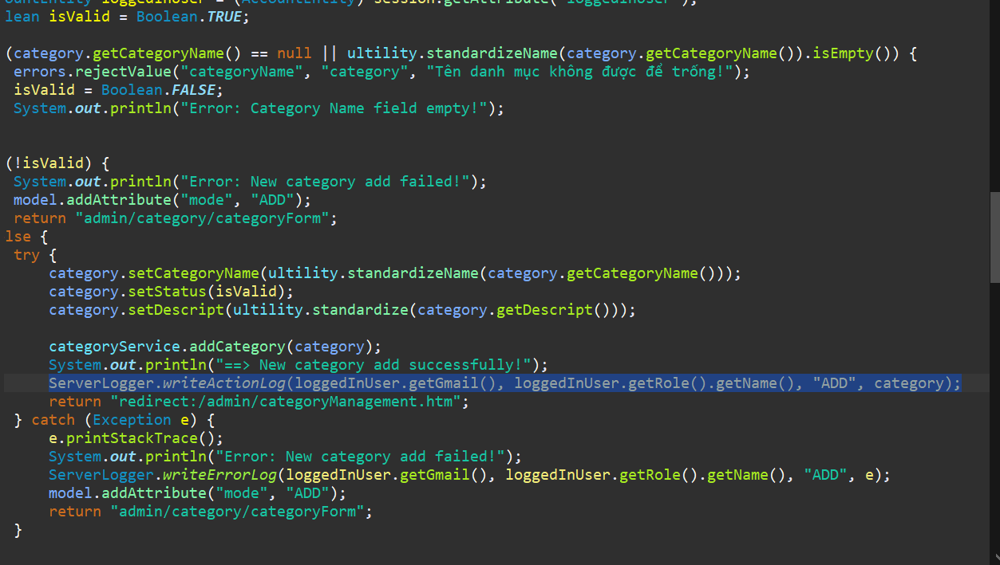 lean isValid = Boolean.TRUE;
(category.getCategoryName() == null || ultility.standardizeName(category.getCategoryName()).isEmpty()) {
errors.rejectValue("categoryName", "category", "Tên danh mục không được để trống!");
isValid = Boolean.FALSE;
System.out.println("Error: Category Name field empty!");
(!isValid) {
System.out.println("Error: New category add failed!");
model.addAttribute("mode", "ADD");
return "admin/category/categoryForm";
lse {
try {
category.setCategoryName(ultility.standardizeName(category.getCategoryName()));
category.setStatus(isValid);
category.setDescript(ultility.standardize(category.getDescript()));
categoryService.addCategory(category);
System.out.println("==> New category add successfully!");
ServerLogger.writeActionLog(loggedInUser.getGmail(), loggedInUser.getRole().getName(), "ADD", category);
return "redirect:/admin/categoryManagement.htm";
} catch (Exception e) {
e.printStackTrace();
System.out.println("Error: New category add failed!");
ServerLogger.writeErrorLog(loggedInUser.getGmail(), loggedInUser.getRole().getName(), "ADD", e);
model.addAttribute("mode", "ADD");
return "admin/category/categoryForm";
}